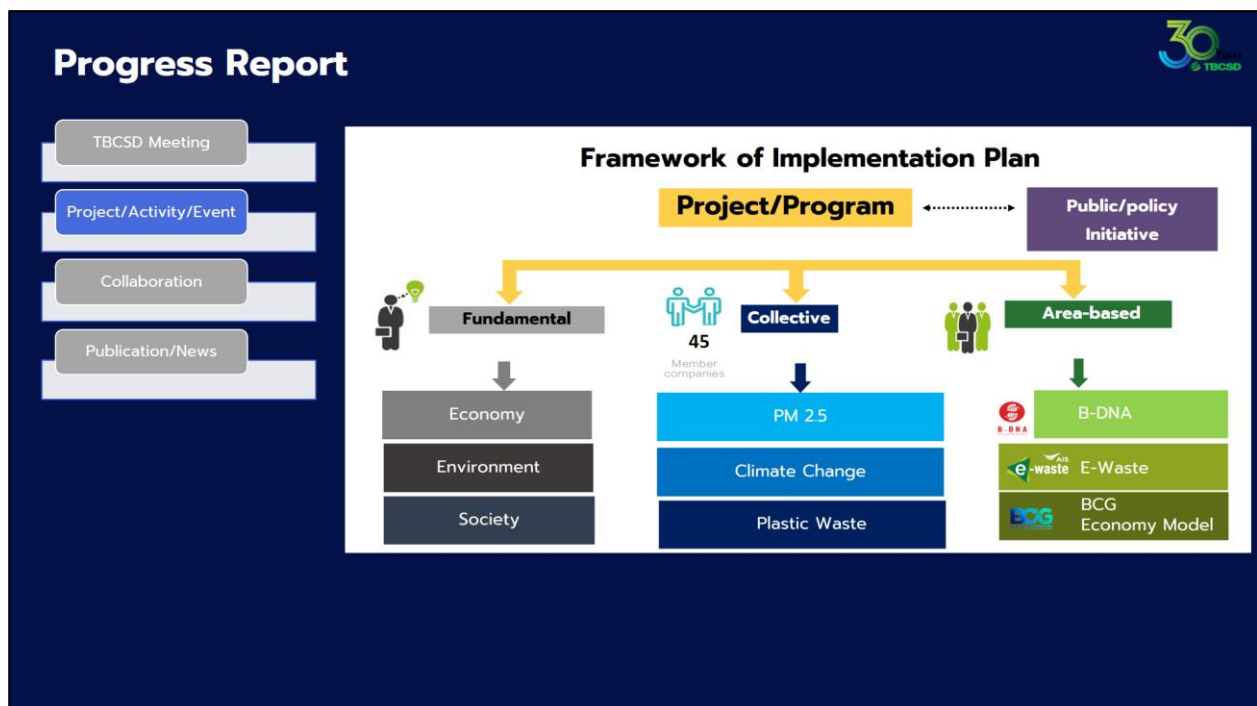 Progress Report
30
TBCSD
TBCSD Meeting
Project/Activity/Event
Collaboration
Publication/News
Framework of Implementation Plan
Project/Program
Public/policy
Initiative
Fundamental
Economy
Environment
Society
45
Member
companies
Collective
PM 2.5
Climate Change
Plastic Waste
Area-based
B-DNA
B-DNA
e-waste AIS
E-Waste
BCG
BCG
Economy Model